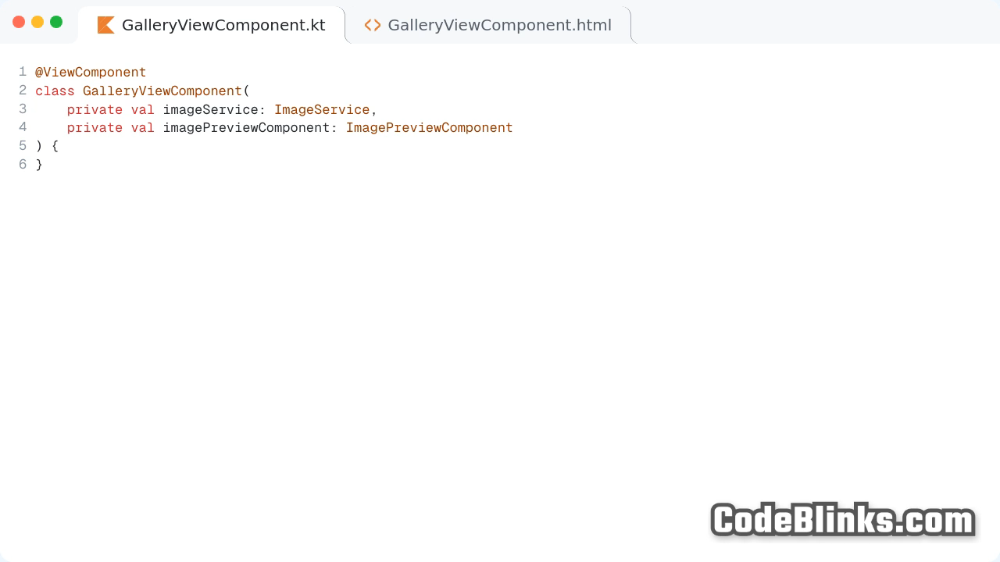 GalleryViewComponent.kt
GalleryViewComponent.html
1 @ViewComponent
2 class GalleryViewComponent(
3     private val imageService: ImageService,
4     private val imagePreviewComponent: ImagePreviewComponent
5 ) {
6 }
CodeBlinks.com